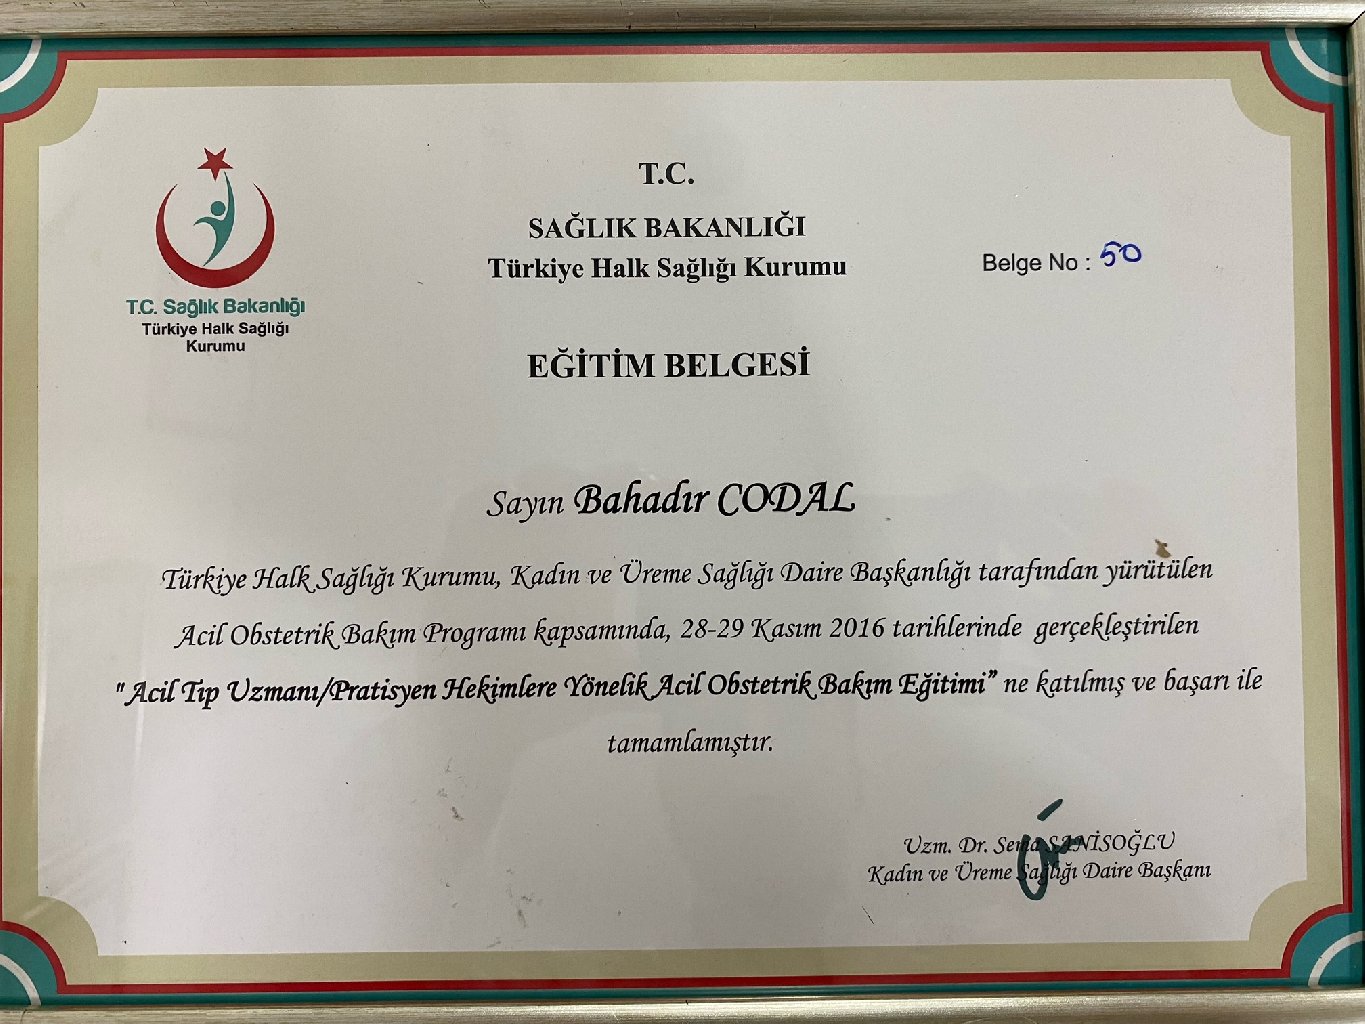 T.C.
SAĞLIK BAKANLIĞI
Türkiye Halk Sağlığı Kurumu
Belge No : 50
T.C. Sağlık Bakanlığı
Türkiye Halk Sağlığı
Kurumu
EĞİTİM BELGESİ
Sayın Bahadır CODAL
Türkiye Halk Sağlığı Kurumu, Kadın ve Üreme Sağlığı Daire Başkanlığı tarafından yürütülen
Acil Obstetrik Bakım Programı kapsamında, 28-29 Kasım 2016 tarihlerinde gerçekleştirilen
" Acil Tıp Uzmanı/Pratisyen Hekimlere Yönelik Acil Obstetrik Bakım Eğitimi” ne katılmış ve başarı ile
tamamlamıştır.
Uzm. Dr. Sema SANİSOĞLU
Kadın ve Üreme Sağlığı Daire Başkanı